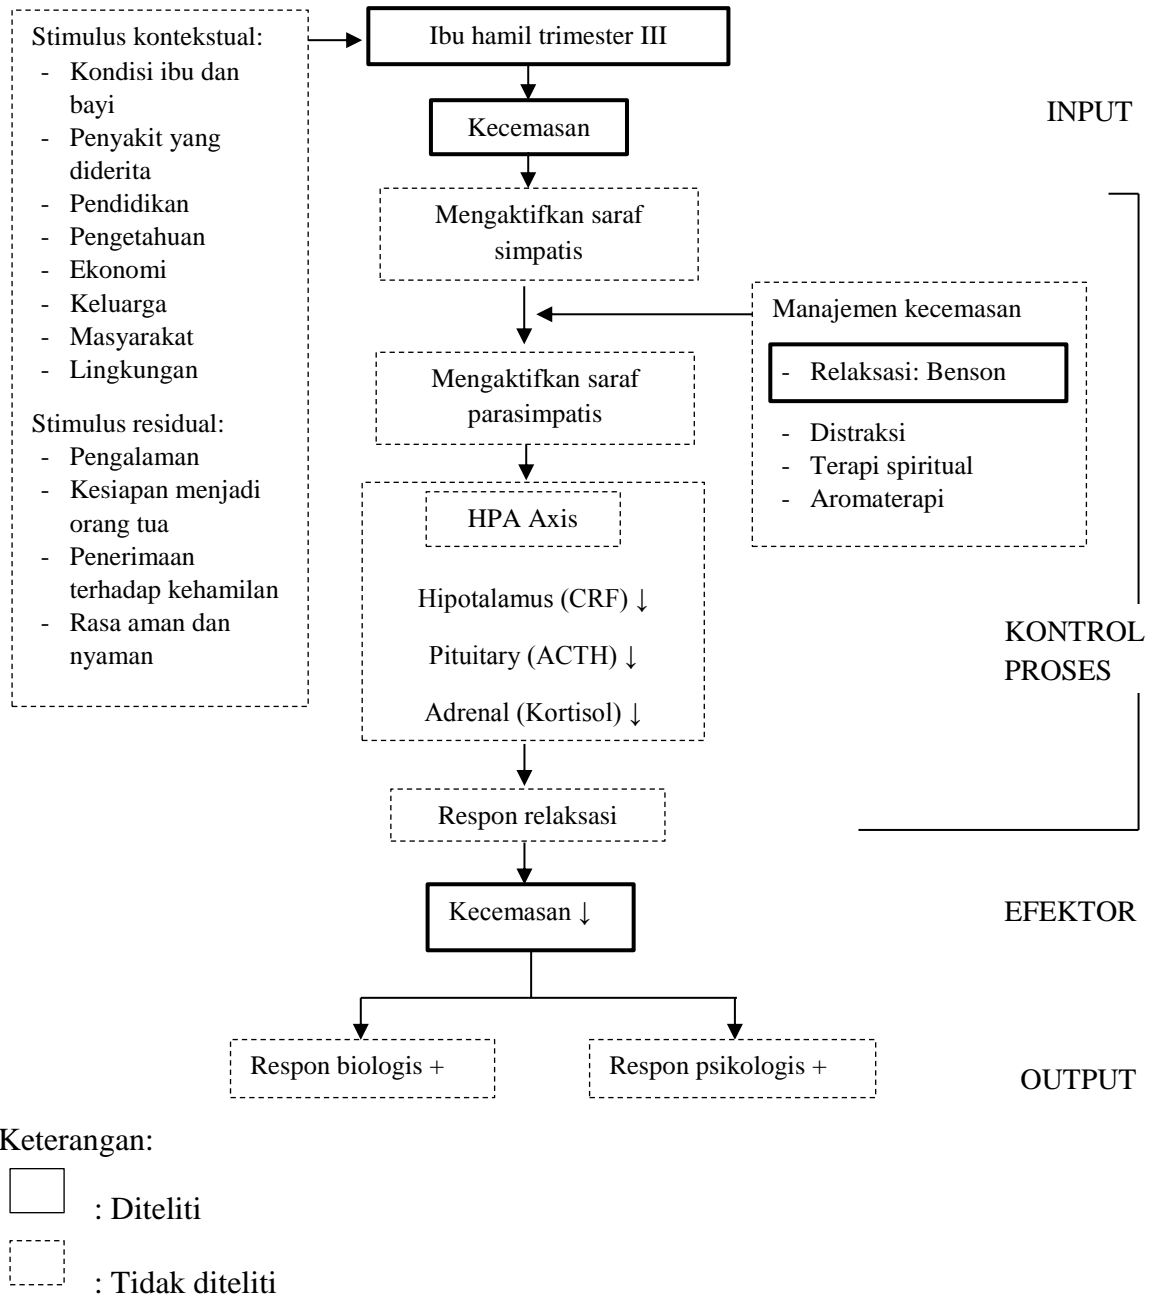 Stimulus kontekstual:
- Kondisi ibu dan
bayi
- Penyakit yang
diderita
- Pendidikan
- Pengetahuan
- Ekonomi
- Keluarga
- Masyarakat
- Lingkungan
Stimulus residual:
- Pengalaman
- Kesiapan menjadi
orang tua
- Penerimaan
terhadap kehamilan
- Rasa aman dan
nyaman
Ibu hamil trimester III
Kecemasan
Mengaktifkan saraf
simpatis
Manajemen kecemasan
- Relaksasi: Benson
- Distraksi
- Terapi spiritual
- Aromaterapi
Mengaktifkan saraf
parasimpatis
HPA Axis
Hipotalamus (CRF) ↓
Pituitary (ACTH) ↓
Adrenal (Kortisol) ↓
Respon relaksasi
Kecemasan ↓
Respon biologis +
Respon psikologis +
INPUT
KONTROL
PROSES
EFEKTOR
OUTPUT
Keterangan:
: Diteliti
: Tidak diteliti